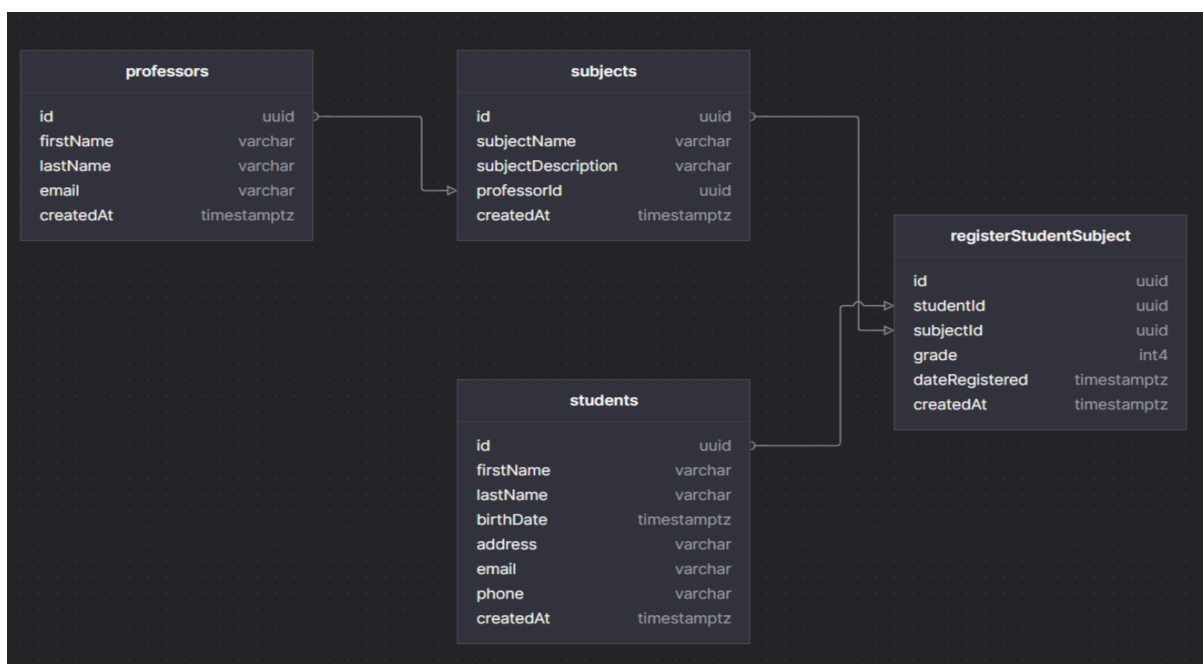 professors
id uuid
firstName varchar
lastName varchar
email varchar
createdAt timestamptz
subjects
id uuid
subjectName varchar
subjectDescription varchar
professorId uuid
createdAt timestamptz
registerStudentSubject
id uuid
studentId uuid
subjectId uuid
grade int4
dateRegistered timestamptz
createdAt timestamptz
students
id uuid
firstName varchar
lastName varchar
birthDate timestamptz
address varchar
email varchar
phone varchar
createdAt timestamptz